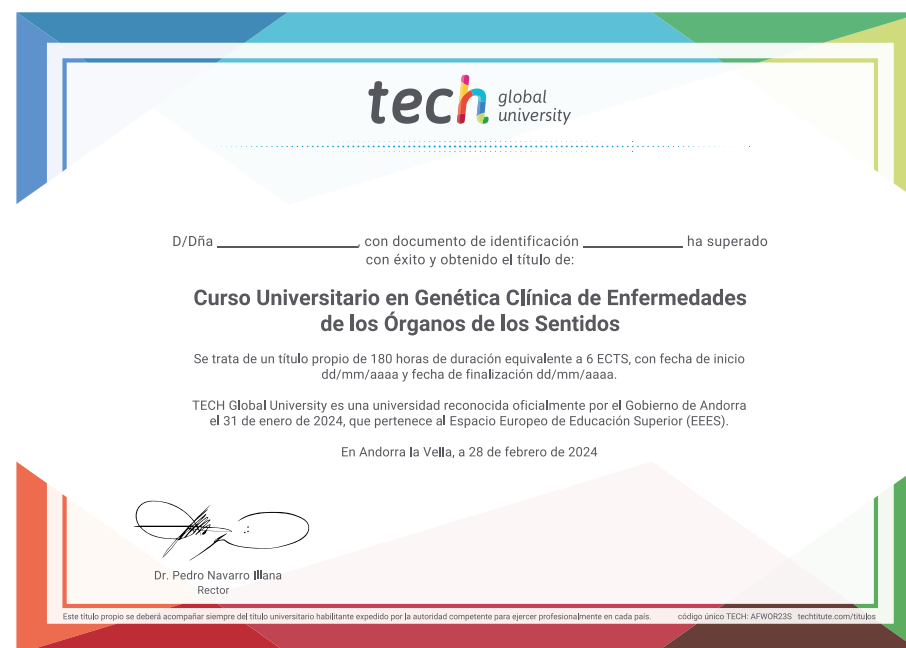 tech global
university
D/Dña ____________________, con documento de identificación ______________ ha superado
con éxito y obtenido el título de:
Curso Universitario en Genética Clínica de Enfermedades
de los Órganos de los Sentidos
Se trata de un título propio de 180 horas de duración equivalente a 6 ECTS, con fecha de inicio
dd/mm/aaaa y fecha de finalización dd/mm/aaaa.
TECH Global University es una universidad reconocida oficialmente por el Gobierno de Andorra
el 31 de enero de 2024, que pertenece al Espacio Europeo de Educación Superior (EEES).
En Andorra la Vella, a 28 de febrero de 2024
Dr. Pedro Navarro Illana
Rector
Este título propio se deberá acompañar siempre del título universitario habilitante expedido por la autoridad competente para ejercer profesionalmente en cada país. código único TECH: AFWOR23S techtitute.com/titulos